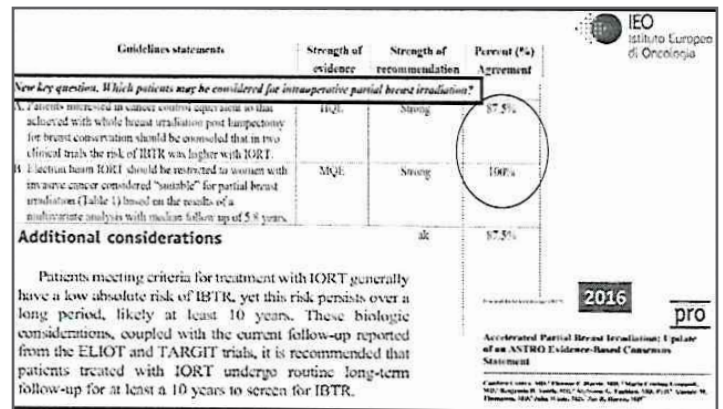 IEO
Istituto Europeo
di Oncologia
Guidelines statements
Strength of evidence
Strength of recommendation
Percent (%) Agreement
New key question. Which patients may be considered for intraoperative partial breast irradiation?
A. Patients interested in cancer control equivalent to that
achieved with whole breast irradiation post lumpectomy
for breast conservation should be counseled that in two
clinical trials the risk of IBTR was higher with IORT.
HQE
Strong
87.5%
B. Electron beam IORT should be restricted to women with
invasive cancer considered "suitable" for partial breast
irradiation (Table 1) based on the results of a
multivariate analysis with median follow up of 5.8 years.
MQE
Strong
100%
ak
87.5%
Additional considerations
Patients meeting criteria for treatment with IORT generally
have a low absolute risk of IBTR, yet this risk persists over a
long period, likely at least 10 years. These biologic
considerations, coupled with the current follow-up reported
from the ELIOT and TARGIT trials, it is recommended that
patients treated with IORT undergo routine long-term
follow-up for at least a 10 years to screen for IBTR.
2016
pro
Accelerated Partial Breast Irradiation: Update
of an ASTRO Evidence-Based Consensus
Statement